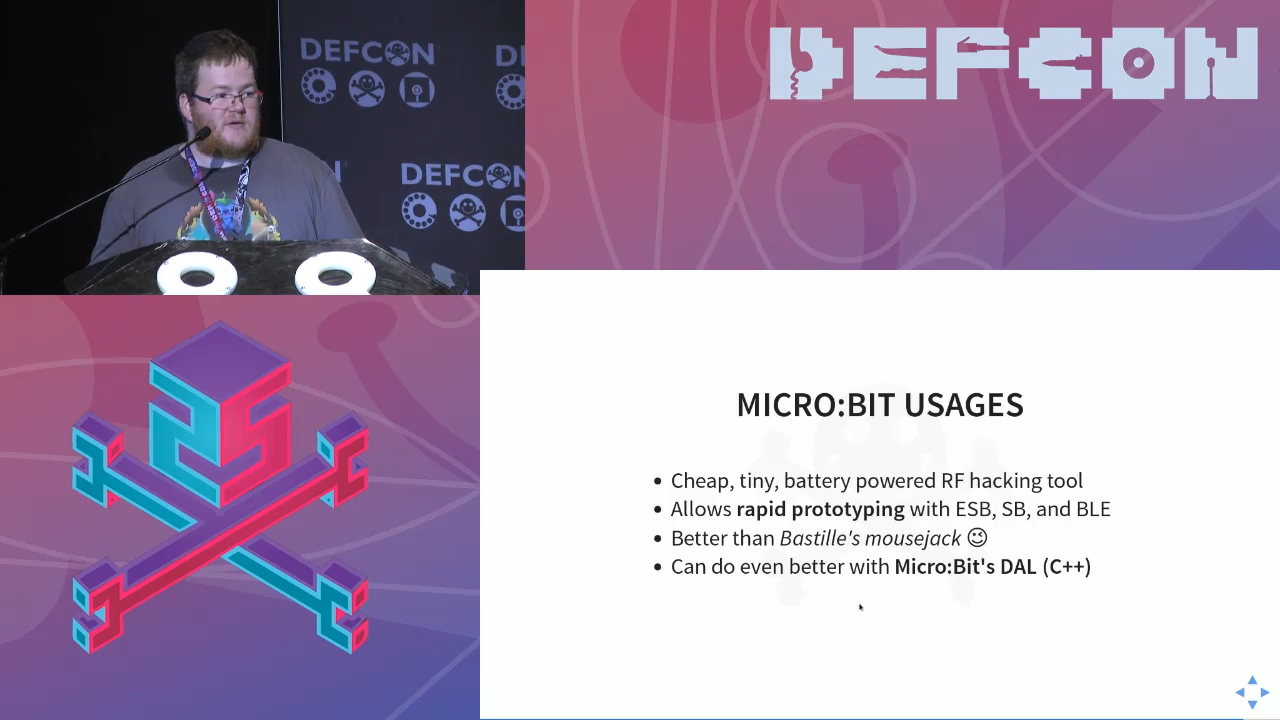 DEFCON
DEFCON
DEFCON
MICRO:BIT USAGES
Cheap, tiny, battery powered RF hacking tool
Allows rapid prototyping with ESB, SB, and BLE
Better than Bastille's mousejack 😉
Can do even better with Micro:Bit's DAL (C++)